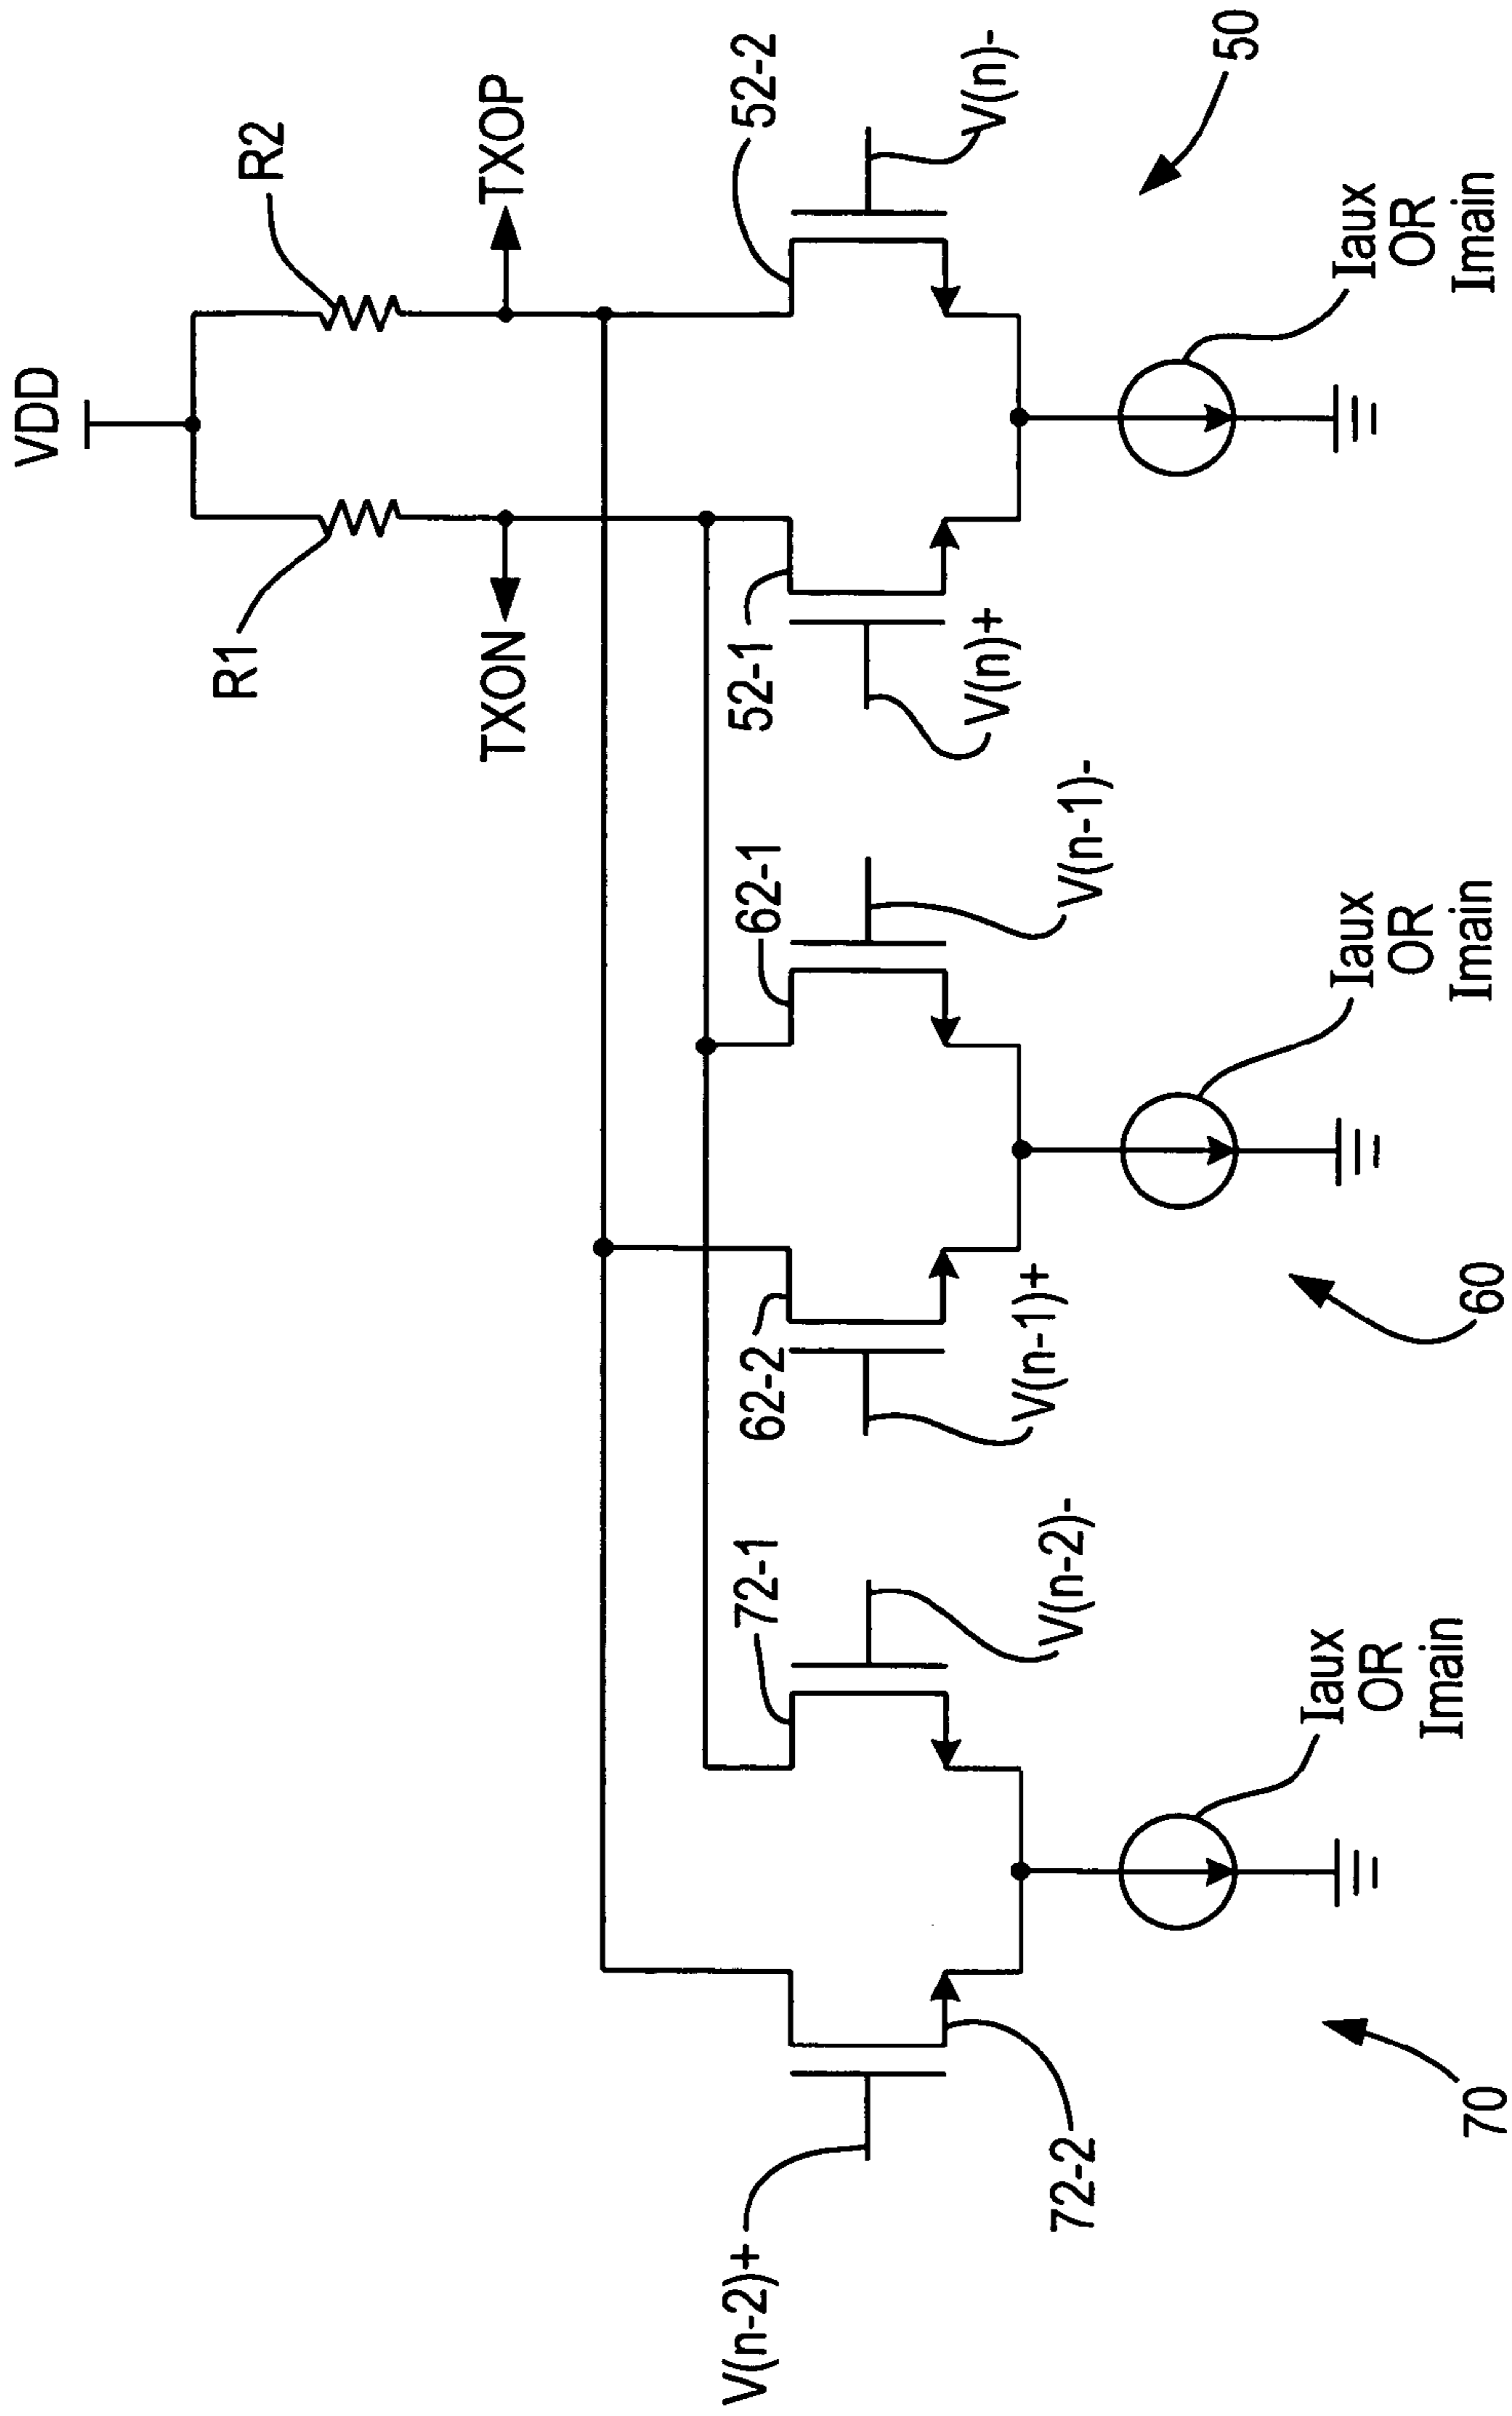 VDD
R1
R2
TXON
TXOP
52-1
52-2
V(n)+
V(n)-
50
Iaux
OR
Imain
62-2
62-1
V(n-1)+
V(n-1)-
60
Iaux
OR
Imain
V(n-2)+
72-2
72-1
V(n-2)-
70
Iaux
OR
Imain